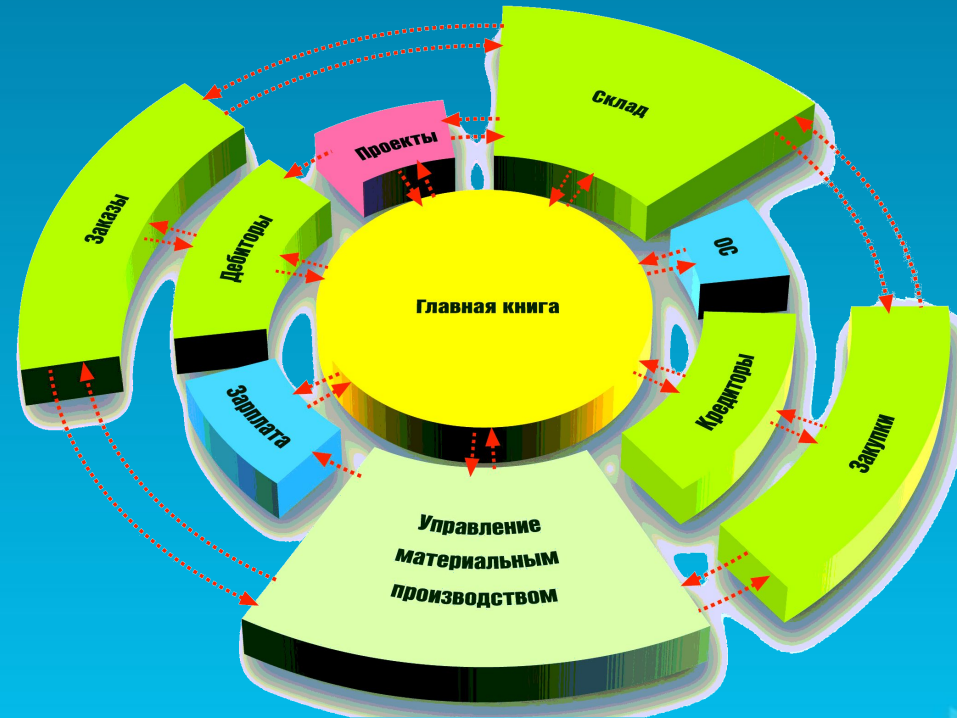 Склад
Проекты
Заказы
Дебиторы
ОС
Главная книга
Кредиторы
Зарплата
Закупки
Управление
материальным
производством